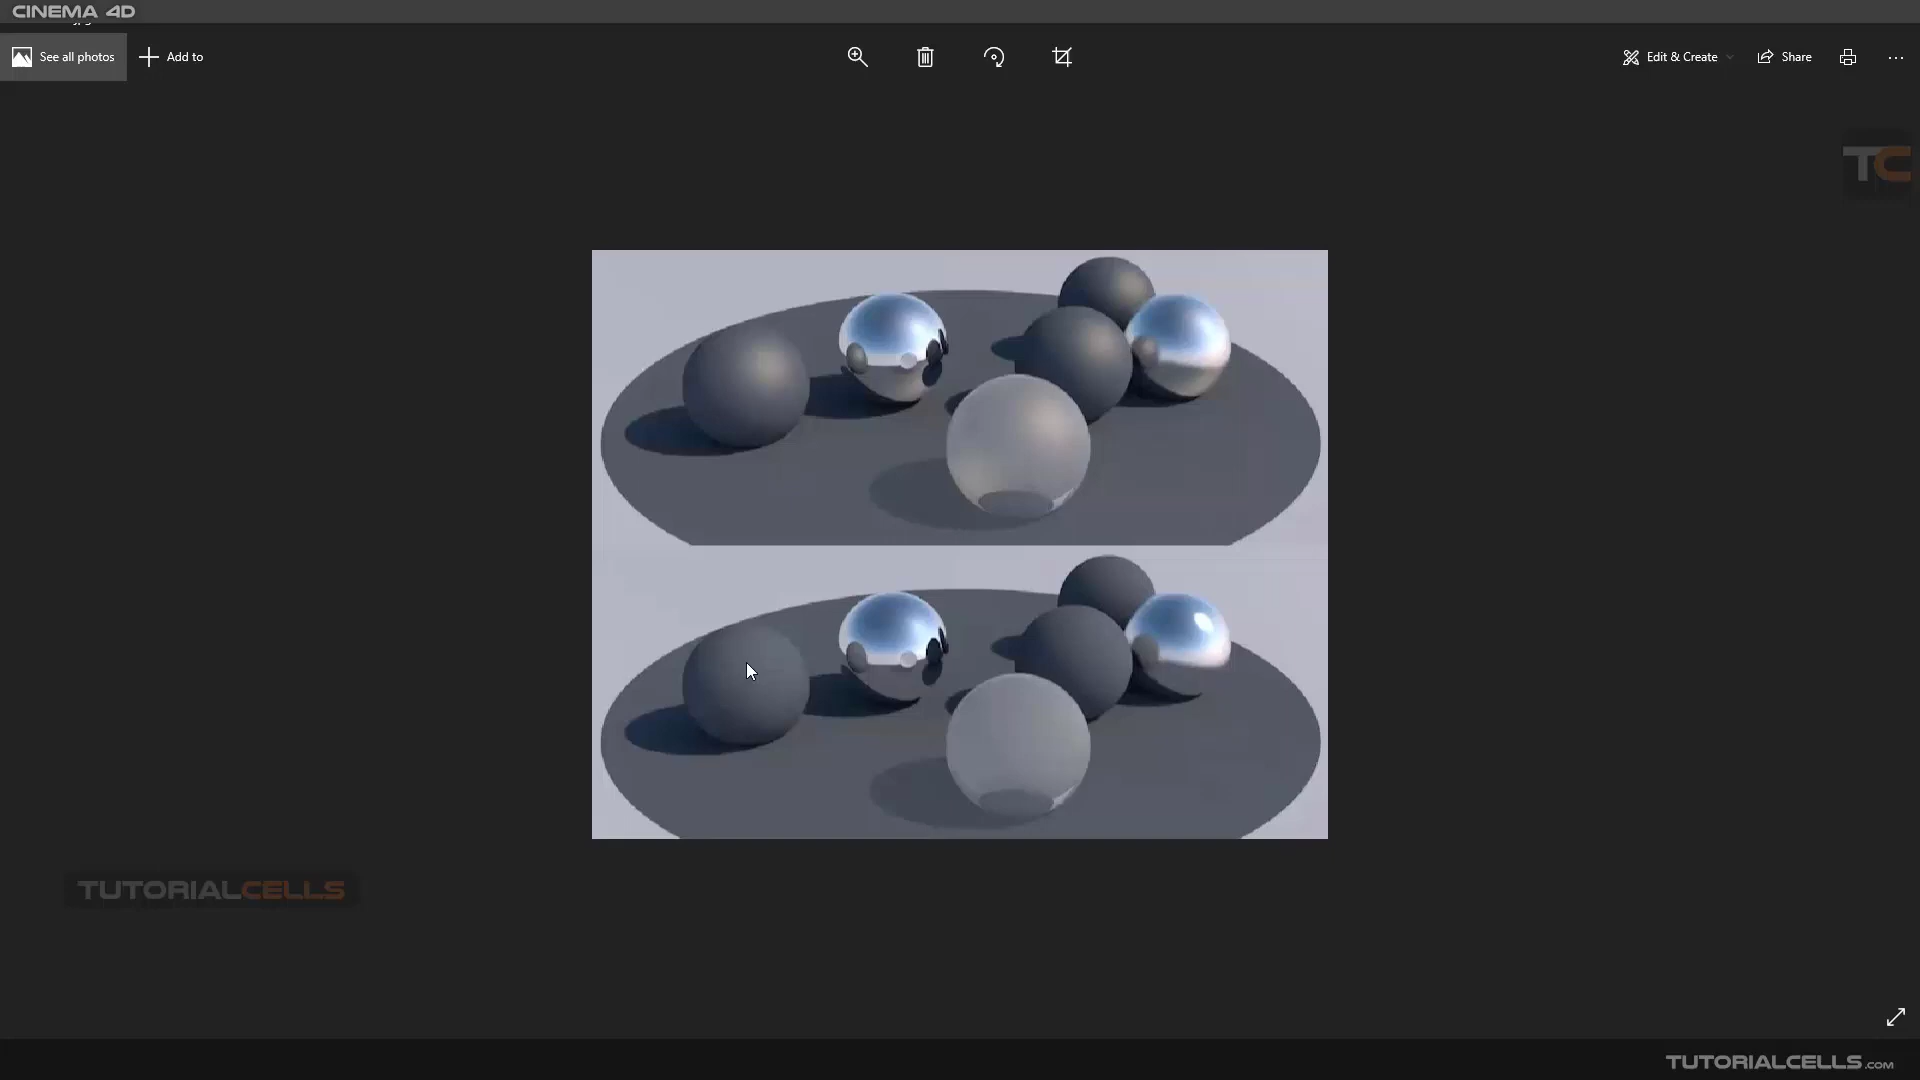 CINEMA 4D
See all photos
Add to
Edit & Create
Share
TC
TUTORIALCELLS
TUTORIALCELLS.COM